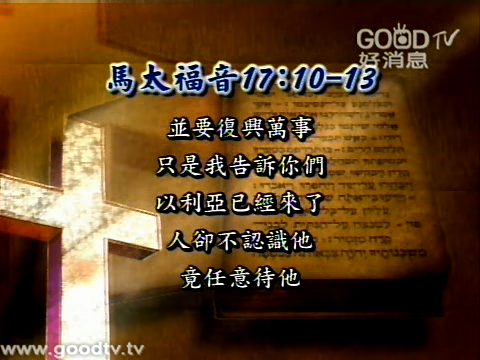 GOOD TV
好消息
馬太福音17:10-13
並要復興萬事
只是我告訴你們
以利亞已經來了
人卻不認識他
竟任意待他
www.goodtv.tv